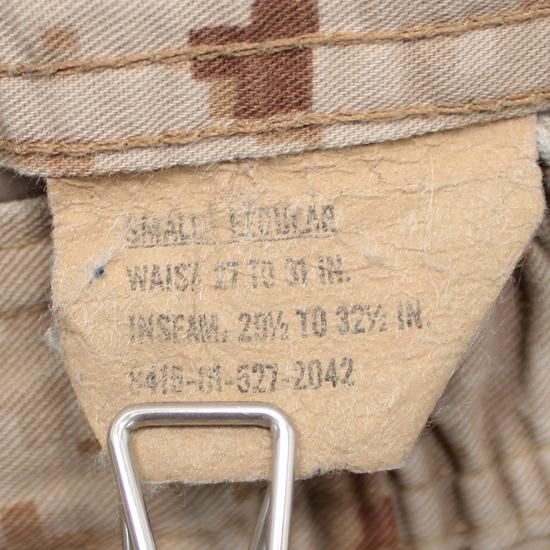 SMALL REGULAR
WAIST 27 TO 31 IN.
INSEAM: 29½ TO 32½ IN.
8415-01-527-2042